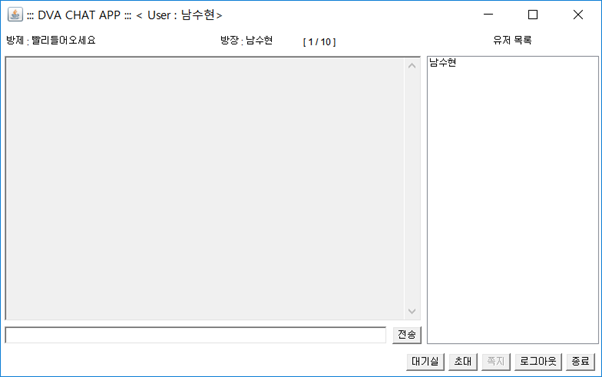 ::: DVA CHAT APP ::: < User : 남수현>
방제 : 빨리들어오세요 방장 : 남수현 [ 1 / 10 ] 유저 목록
남수현
전송
대기실 초대 쪽지 로그아웃 종료